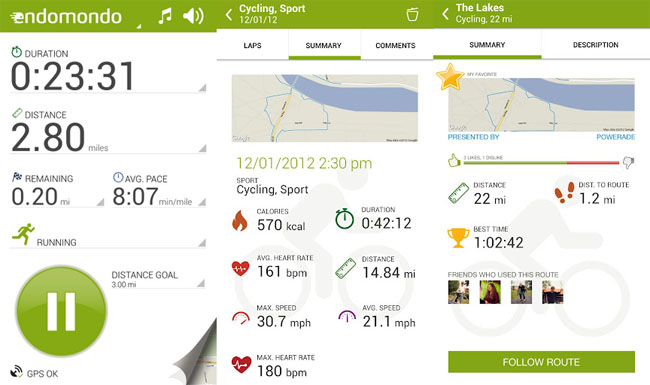 endomondo
DURATION
0:23:31
DISTANCE
2.80 miles
REMAINING
0.20 mi
AVG. PACE
8:07 min/mile
RUNNING
DISTANCE GOAL
3.00 mi
GPS OK
Cycling, Sport
12/01/12
LAPS SUMMARY COMMENTS
Google
12/01/2012 2:30 pm
SPORT
Cycling, Sport
CALORIES
570 kcal
DURATION
0:42:12
AVG. HEART RATE
161 bpm
DISTANCE
14.84 mi
MAX. SPEED
30.7 mph
AVG. SPEED
21.1 mph
MAX. HEART RATE
180 bpm
The Lakes
Cycling, 22 mi
SUMMARY DESCRIPTION
MY FAVORITE
Google
PRESENTED BY POWERADE
3 LIKES, 1 DISLIKE
DISTANCE
22 mi
DIST. TO ROUTE
1.2 mi
BEST TIME
1:02:42
FRIENDS WHO USED THIS ROUTE
FOLLOW ROUTE